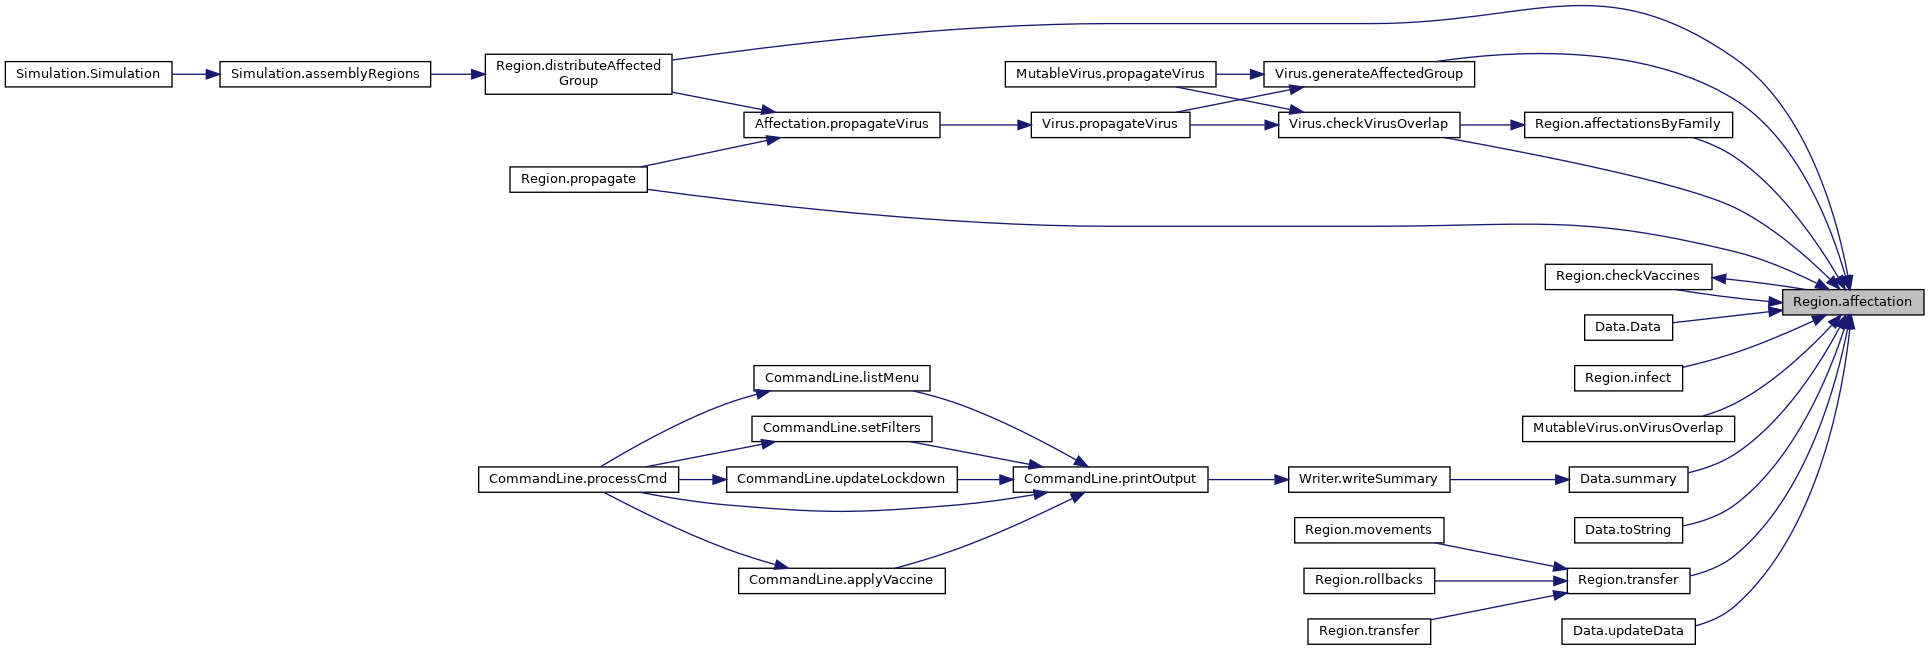 Simulation.Simulation
Simulation.assemblyRegions
Region.distributeAffected
Group
MutableVirus.propagateVirus
Virus.generateAffectedGroup
Affectation.propagateVirus
Virus.propagateVirus
Virus.checkVirusOverlap
Region.affectationsByFamily
Region.propagate
Region.checkVaccines
Region.affectation
Data.Data
CommandLine.listMenu
Region.infect
CommandLine.setFilters
MutableVirus.onVirusOverlap
CommandLine.processCmd
CommandLine.updateLockdown
CommandLine.printOutput
Writer.writeSummary
Data.summary
Region.movements
Data.toString
CommandLine.applyVaccine
Region.rollbacks
Region.transfer
Region.transfer
Data.updateData